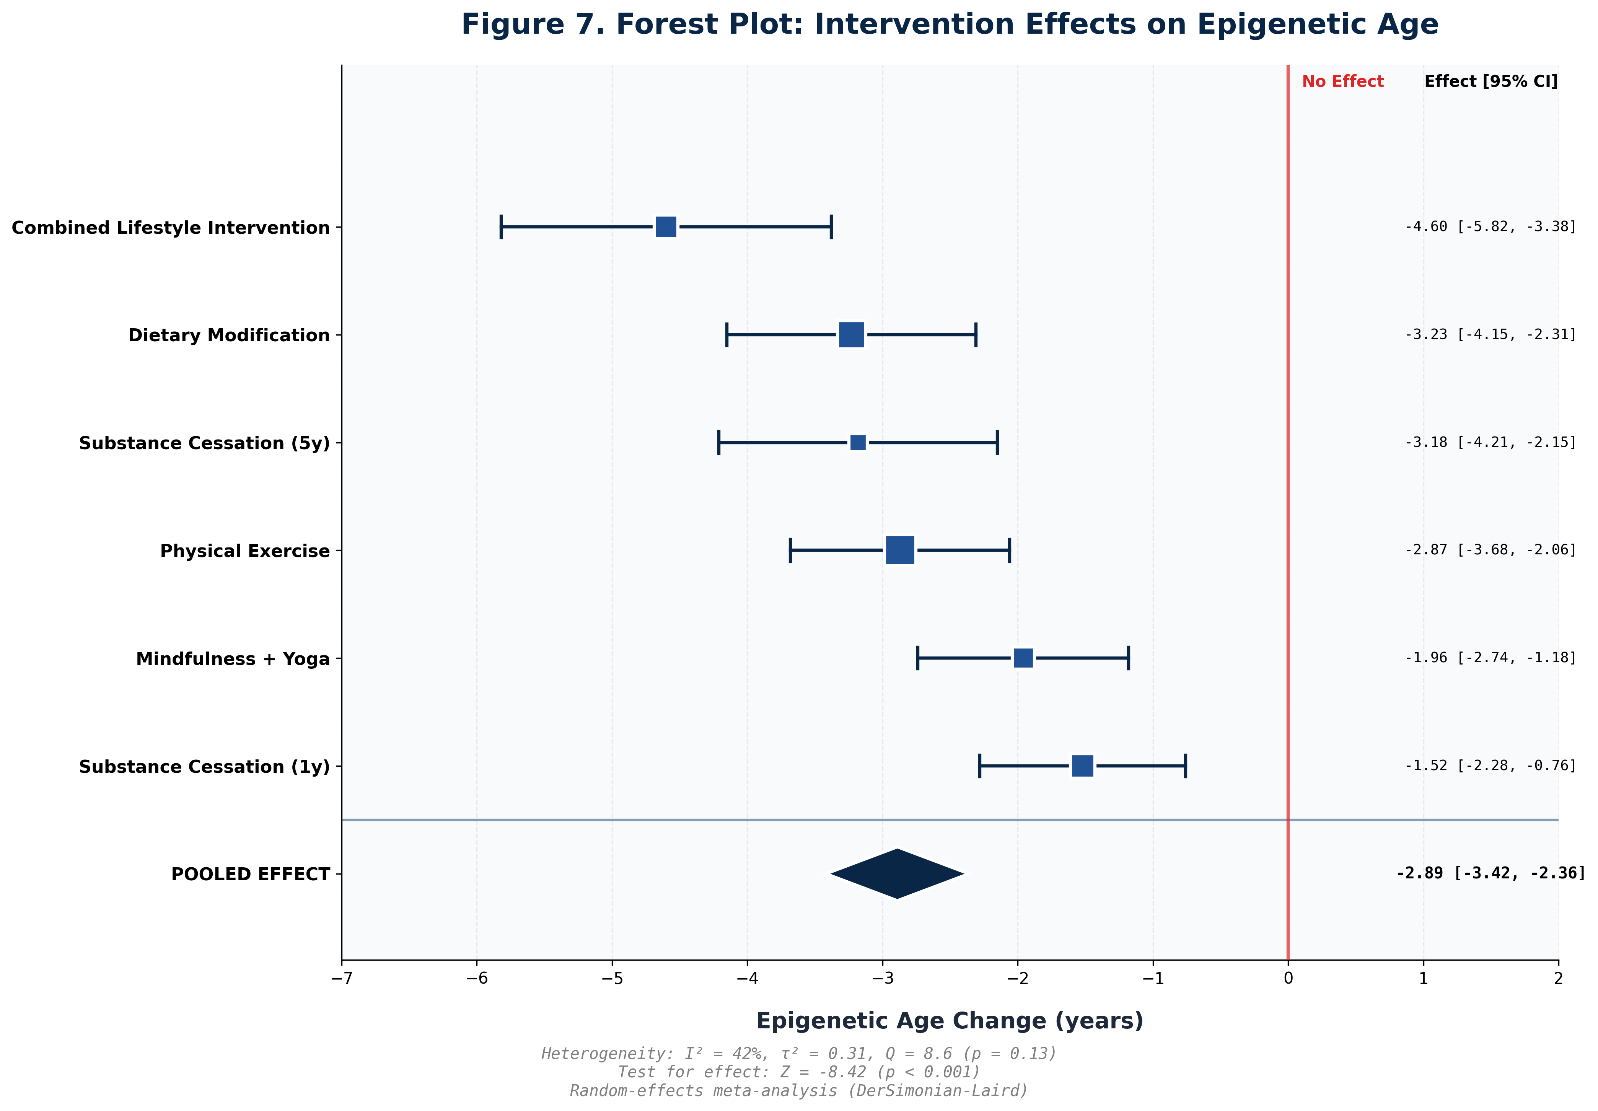 Figure 7. Forest Plot: Intervention Effects on Epigenetic Age
No Effect
Effect [95% CI]
Combined Lifestyle Intervention
-4.60 [-5.82, -3.38]
Dietary Modification
-3.23 [-4.15, -2.31]
Substance Cessation (5y)
-3.18 [-4.21, -2.15]
Physical Exercise
-2.87 [-3.68, -2.06]
Mindfulness + Yoga
-1.96 [-2.74, -1.18]
Substance Cessation (1y)
-1.52 [-2.28, -0.76]
POOLED EFFECT
-2.89 [-3.42, -2.36]
−7 −6 −5 −4 −3 −2 −1 0 1 2
Epigenetic Age Change (years)
Heterogeneity: I² = 42%, τ² = 0.31, Q = 8.6 (p = 0.13)
Test for effect: Z = -8.42 (p < 0.001)
Random-effects meta-analysis (DerSimonian-Laird)